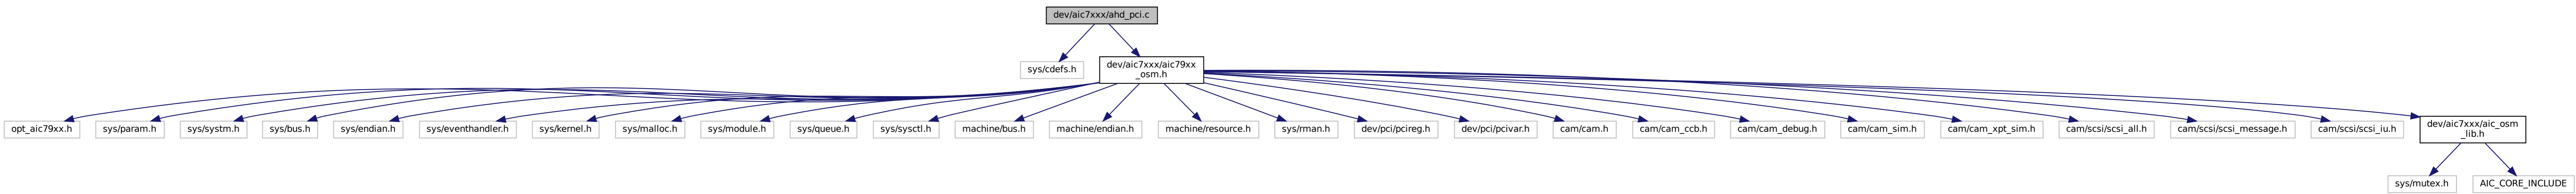 dev/aic7xxx/ahd_pci.c
sys/cdefs.h
dev/aic7xxx/aic79xx
_osm.h
opt_aic79xx.h
sys/param.h
sys/systm.h
sys/bus.h
sys/endian.h
sys/eventhandler.h
sys/kernel.h
sys/malloc.h
sys/module.h
sys/queue.h
sys/sysctl.h
machine/bus.h
machine/endian.h
machine/resource.h
sys/rman.h
dev/pci/pcireg.h
dev/pci/pcivar.h
cam/cam.h
cam/cam_ccb.h
cam/cam_debug.h
cam/cam_sim.h
cam/cam_xpt_sim.h
cam/scsi/scsi_all.h
cam/scsi/scsi_message.h
cam/scsi/scsi_iu.h
dev/aic7xxx/aic_osm
_lib.h
sys/mutex.h
AIC_CORE_INCLUDE